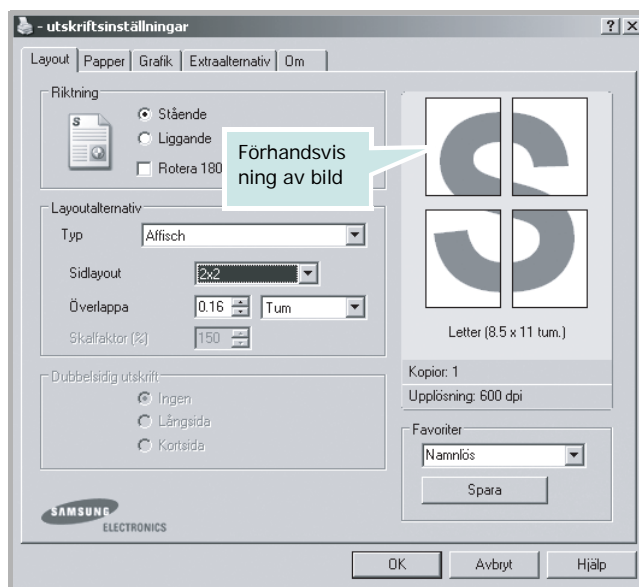 - utskriftsinställningar
Layout Papper Grafik Extraalternativ Om
Riktning
S
Stående
Liggande
Rotera 180
Förhandsvis
ning av bild
Layoutalternativ
Typ Affisch
Sidlayout 2x2
Överlappa 0.16 Tum
Skalfaktor (%) 150
Dubbelsidig utskrift
Ingen
Långsida
Kortsida
SAMSUNG
ELECTRONICS
S
Letter (8.5 x 11 tum.)
Kopior: 1
Upplösning: 600 dpi
Favoriter
Namnlös
Spara
OK Avbryt Hjälp